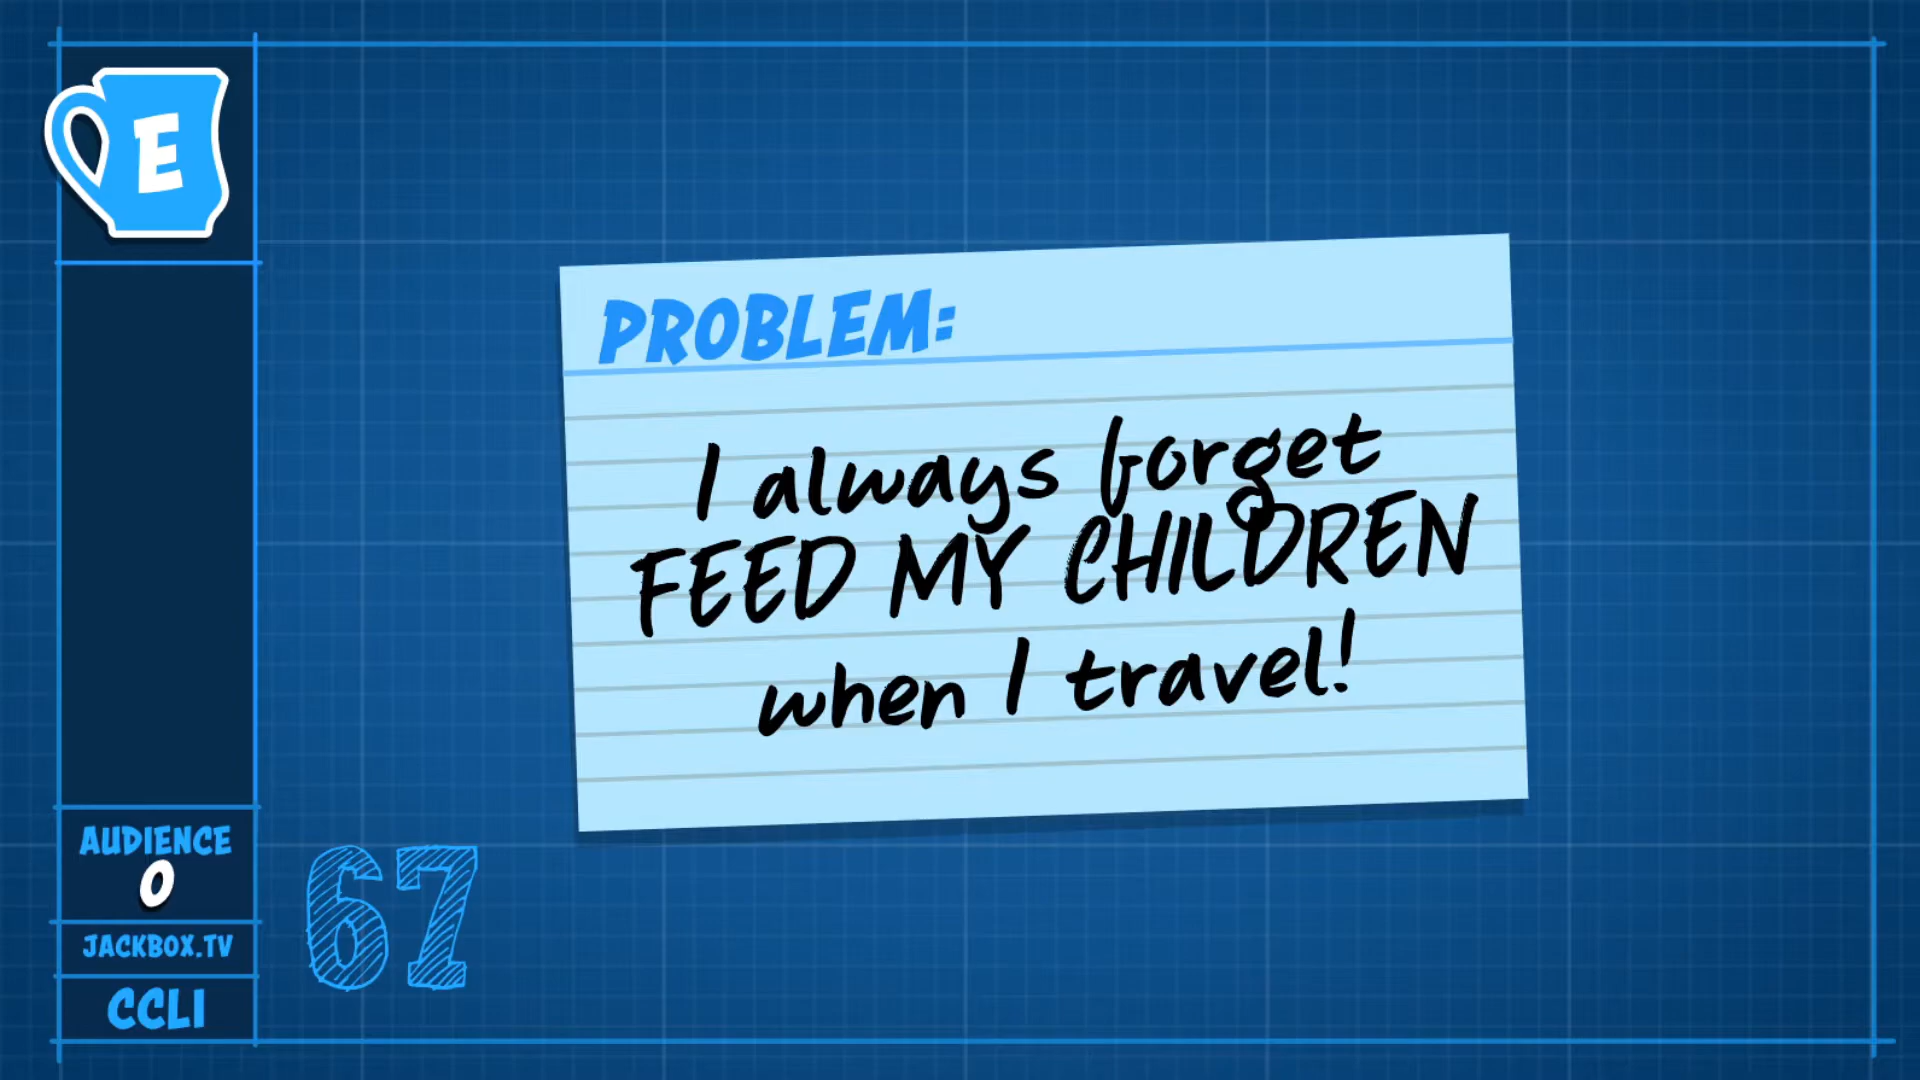 E
PROBLEM:
I always forget
FEED MY CHILDREN
when I travel!
AUDIENCE
0
JACKBOX.TV
CCLI
67